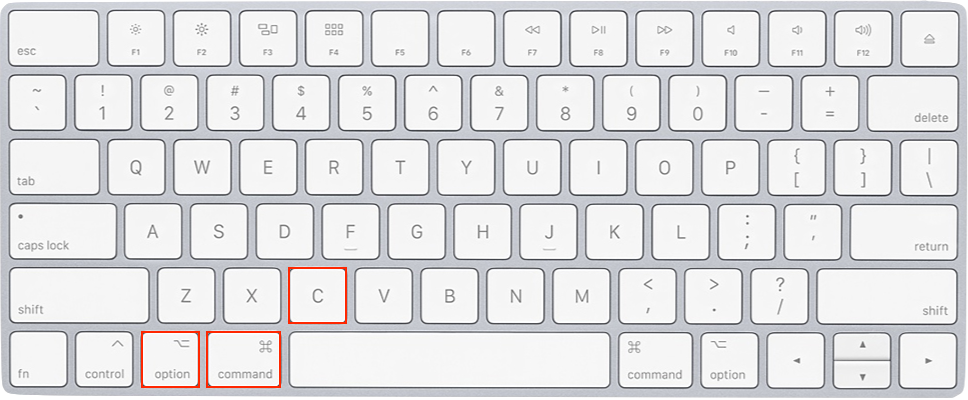 esc F1 F2 F3 F4 F5 F6 F7 F8 F9 F10 F11 F12
~ ! @ # $ % ^ & * ( ) — +
` 1 2 3 4 5 6 7 8 9 0 - = delete
tab Q W E R T Y U I O P { [ } ] | \
caps lock A S D F G H J K L : ; " ' return
shift Z X C V B N M < , > . ? / shift
fn control option command command option